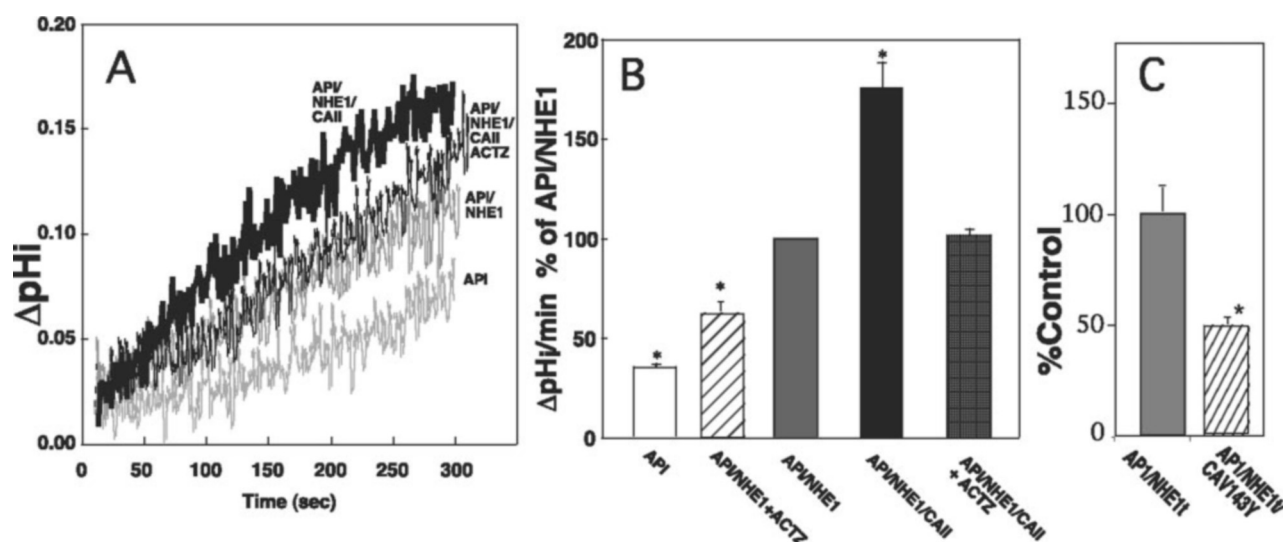 A
0.20
0.15
0.10
0.05
0.00
ΔpHi
0
50
100
150
200
250
300
Time (sec)
API/
NHE1/
CAII
API/
NHE1/
CAII
ACTZ
API/
NHE1
API
B
200
150
100
50
0
ΔpHi/min % of API/NHE1
*
*
*
API
API/NHE1+ACTZ
API/NHE1
API/NHE1/CAII
API/NHE1/CAII
+ ACTZ
C
150
100
50
0
%Control
*
AP1/NHE1t
AP1/NHE1t/
CAV143Y